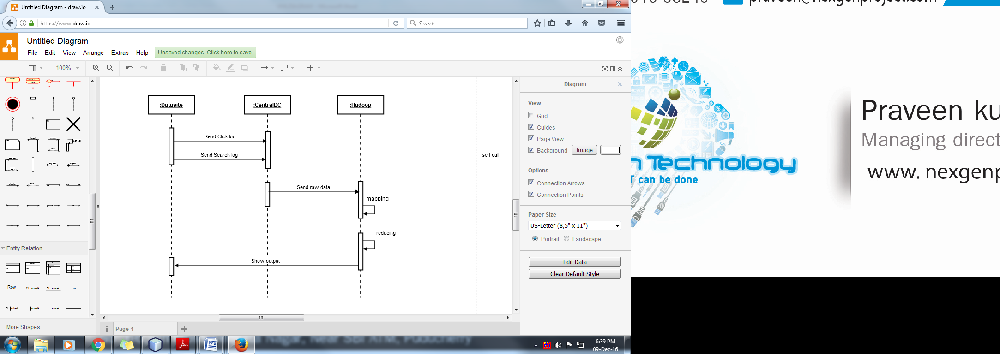 Untitled Diagram - draw.io
https://www.draw.io
Search
Untitled Diagram
File Edit View Arrange Extras Help Unsaved changes. Click here to save.
100%
:Datasite :CentralDC :Hadoop
Send Click log
Send Search log
self call
Send raw data
mapping
reducing
Show output
Entity Relation
Row
More Shapes...
Page-1
Diagram
View
Grid
Guides
Page View
Background Image
Options
Connection Arrows
Connection Points
Paper Size
US-Letter (8,5" x 11")
Portrait Landscape
Edit Data
Clear Default Style
6:39 PM
09-Dec-16
praveen@nexgenproject.com
Technology
can be done
Praveen ku
Managing direct
www.nexgenp